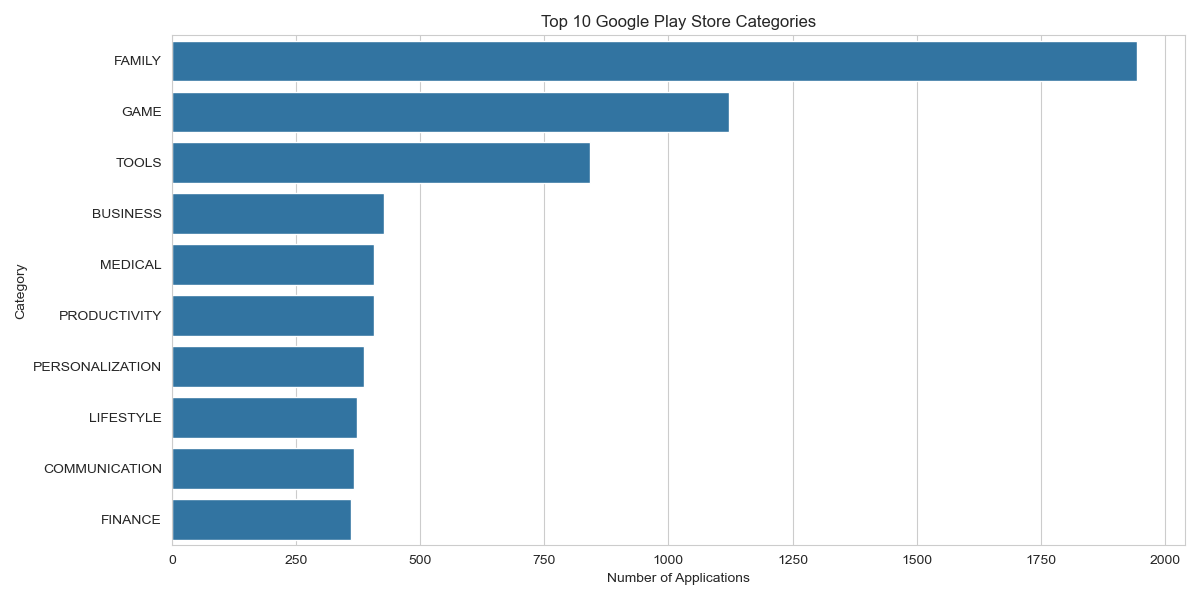 Top 10 Google Play Store Categories
Category
FAMILY
GAME
TOOLS
BUSINESS
MEDICAL
PRODUCTIVITY
PERSONALIZATION
LIFESTYLE
COMMUNICATION
FINANCE
0 250 500 750 1000 1250 1500 1750 2000
Number of Applications